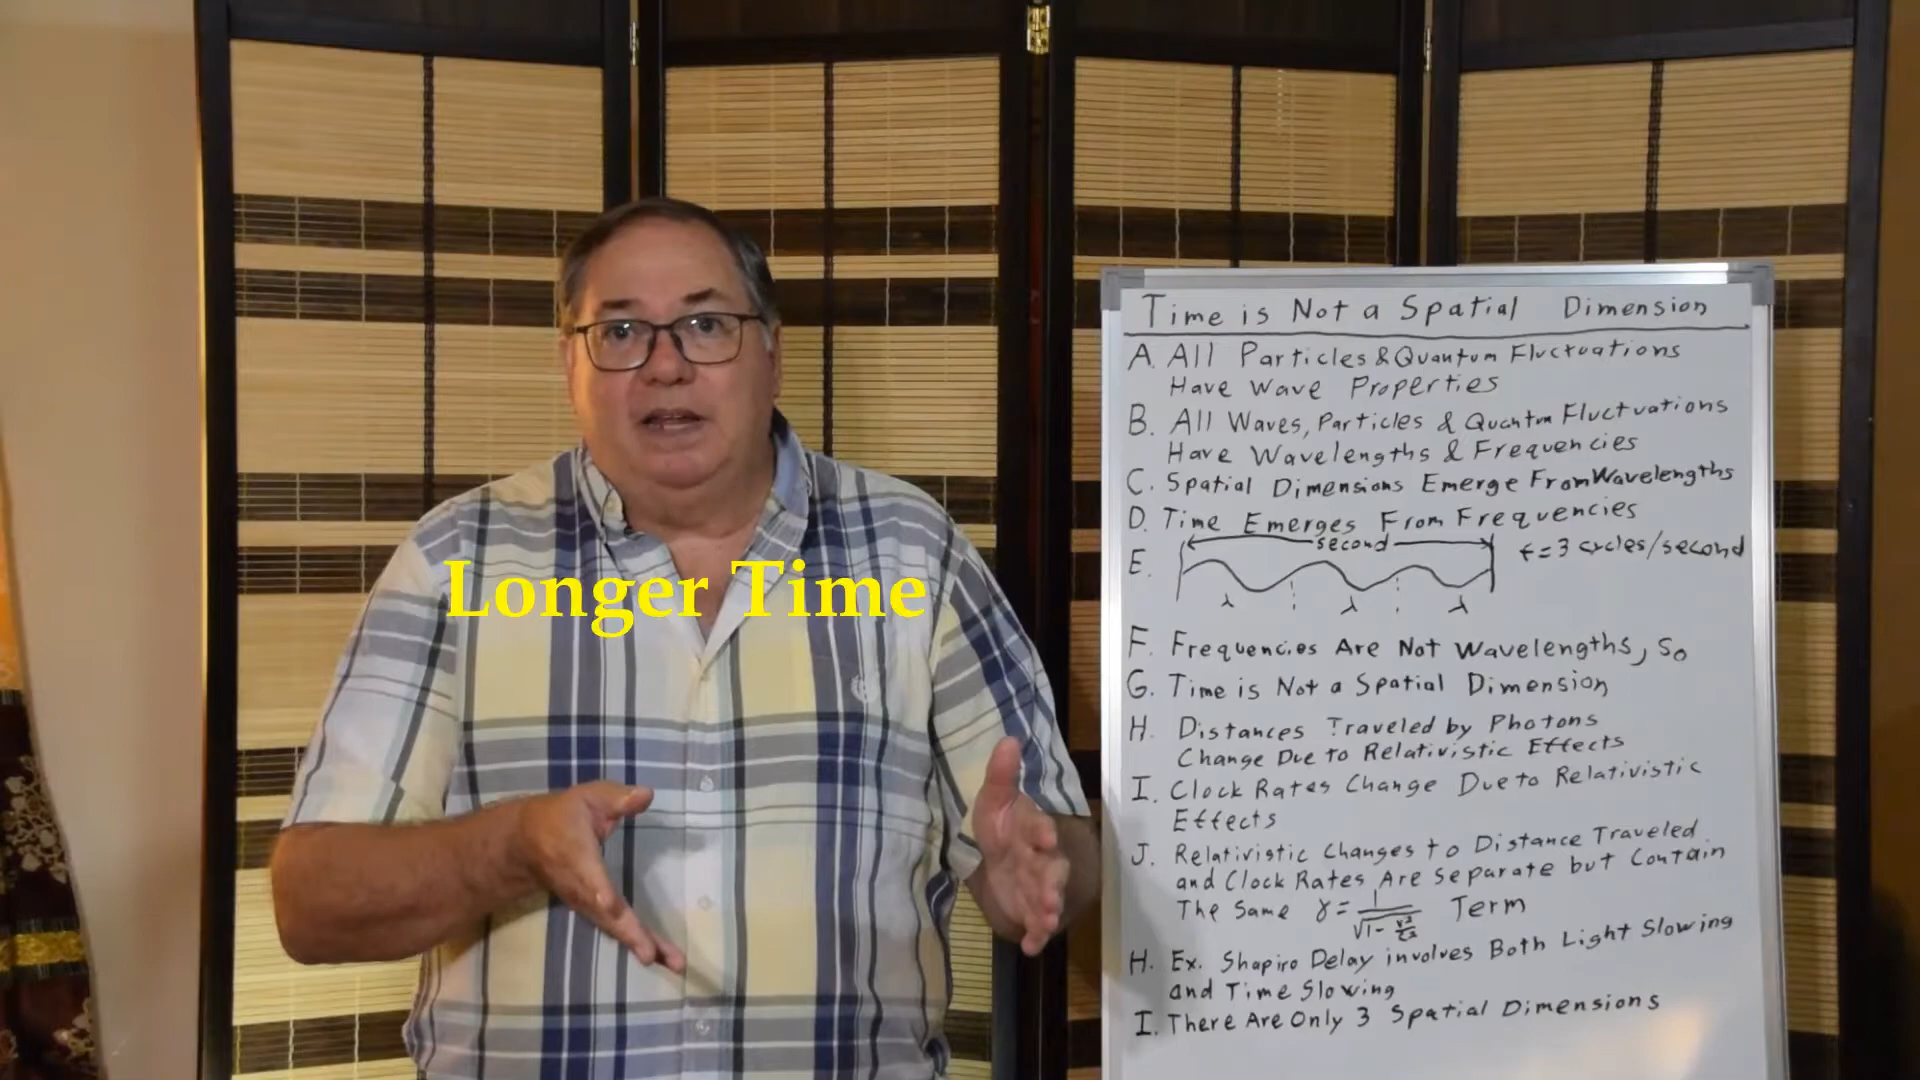 Time is Not a Spatial Dimension
A. All Particles & Quantum Fluctuations
Have Wave Properties
B. All Waves, Particles & Quantum Fluctuations
Have Wavelengths & Frequencies
C. Spatial Dimensions Emerge From Wavelengths
D. Time Emerges From Frequencies
E.
second
f = 3 cycles/second
λ λ λ
F. Frequencies Are Not Wavelengths, So
G. Time is Not a Spatial Dimension
H. Distances Traveled by Photons
Change Due to Relativistic Effects
I. Clock Rates Change Due to Relativistic
Effects
J. Relativistic Changes to Distance Traveled
and Clock Rates Are Separate but Contain
The Same γ = 1/√(1 - v²/c²) Term
H. Ex. Shapiro Delay involves Both Light Slowing
and Time Slowing
I. There Are Only 3 Spatial Dimensions
Longer Time